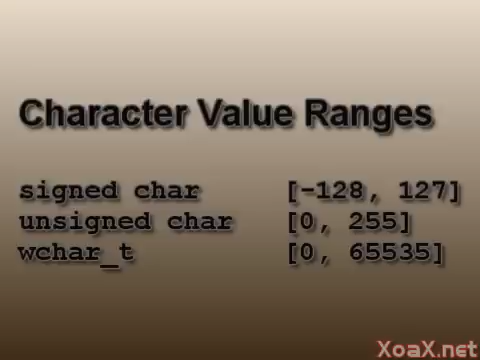 Character Value Ranges
signed char [-128, 127]
unsigned char [0, 255]
wchar_t [0, 65535]
XoaX.net